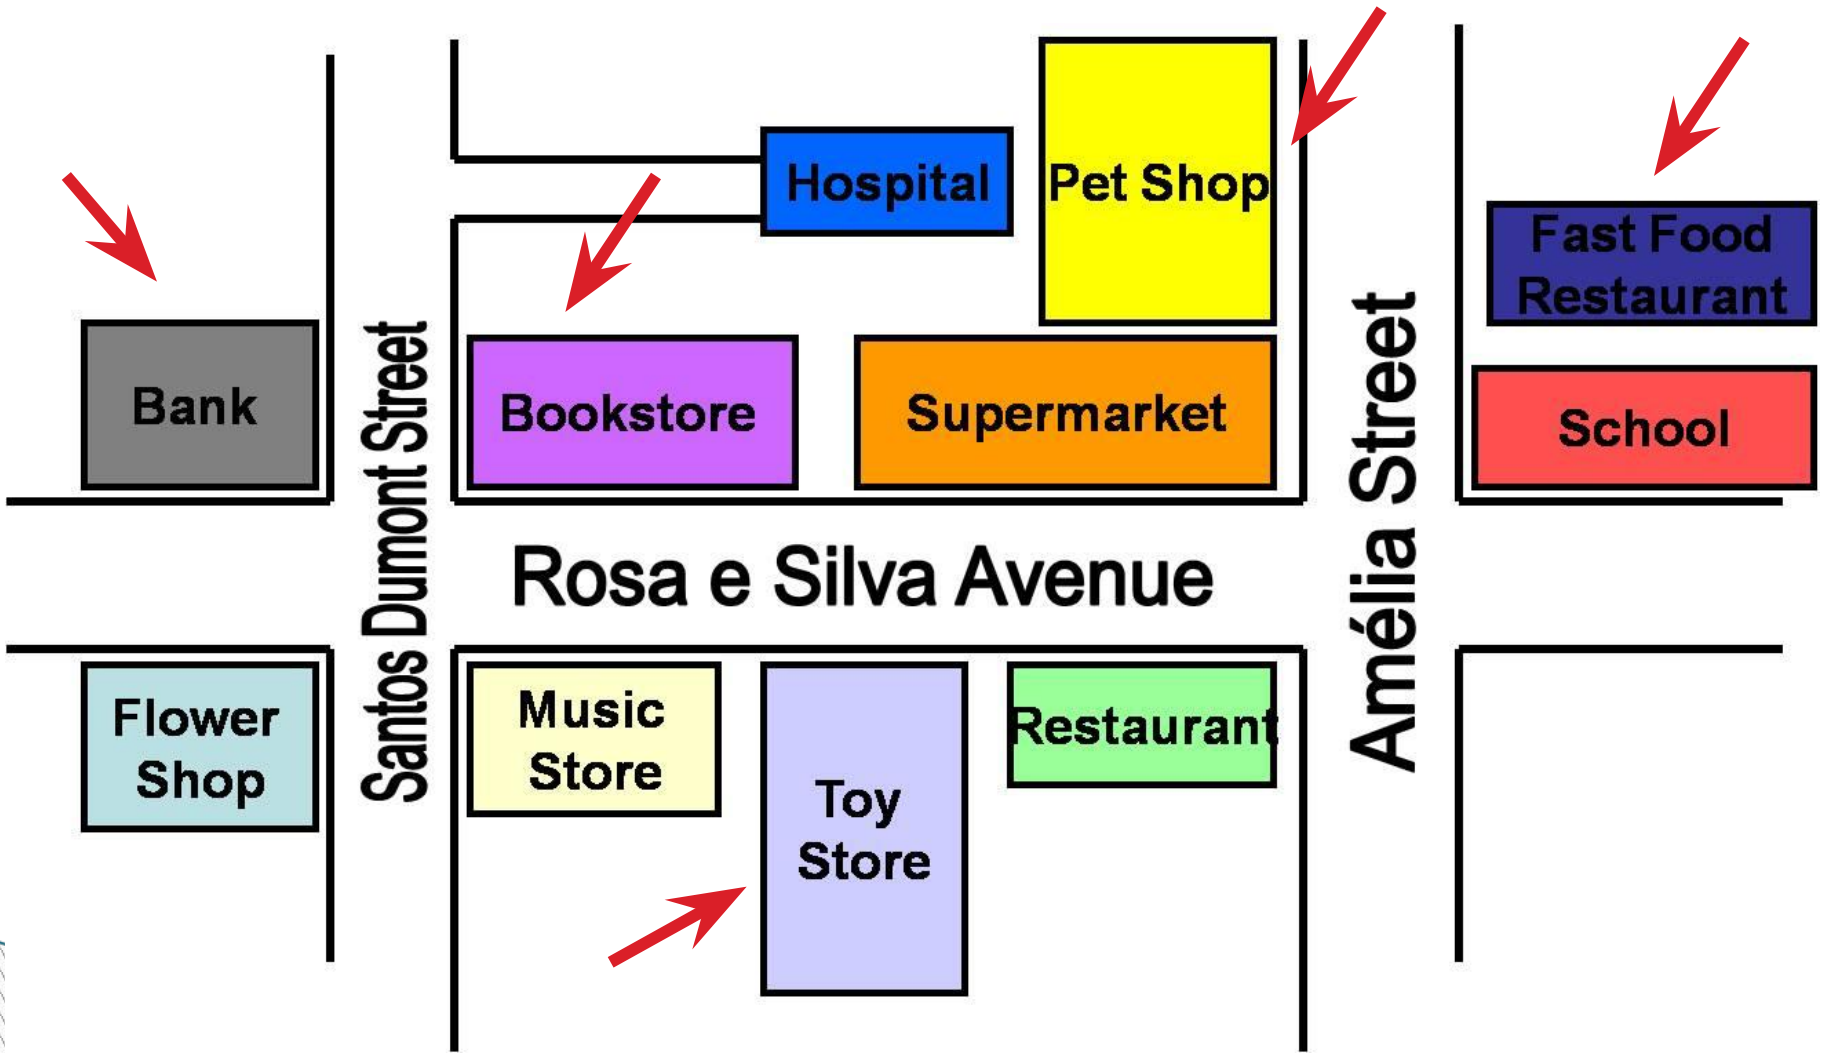 Hospital
Pet Shop
Fast Food
Restaurant
Bank
Bookstore
Supermarket
School
Santos Dumont Street
Rosa e Silva Avenue
Amélia Street
Flower
Shop
Music
Store
Toy
Store
Restaurant